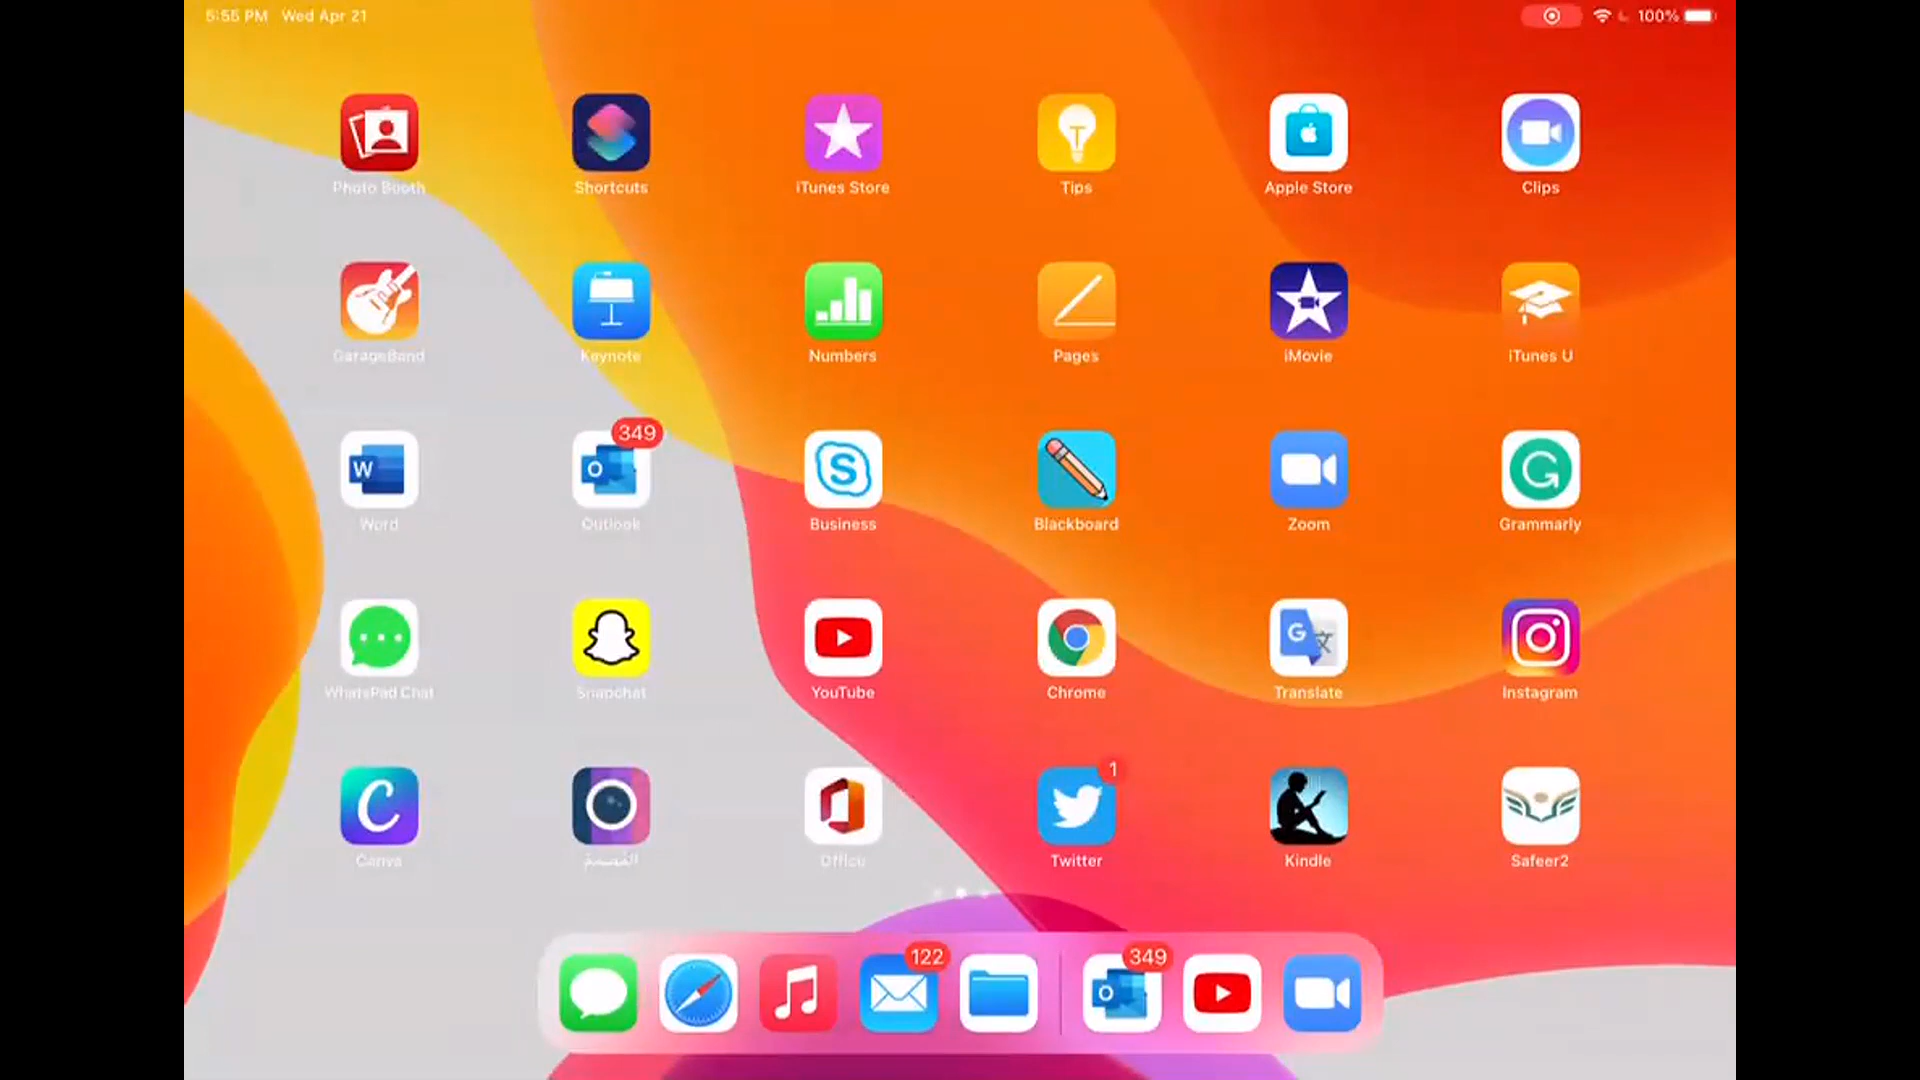 5:55 PM Wed Apr 21
100%
Photo Booth
Shortcuts
iTunes Store
Tips
Apple Store
Clips
GarageBand
Keynote
Numbers
Pages
iMovie
iTunes U
W
Word
349
O
Outlook
S
Business
Blackboard
Zoom
G
Grammarly
WhatsPad Chat
Snapchat
YouTube
Chrome
G 文
Translate
Instagram
C
Canva
Office
1
Twitter
Kindle
Safeer2
122
349
O